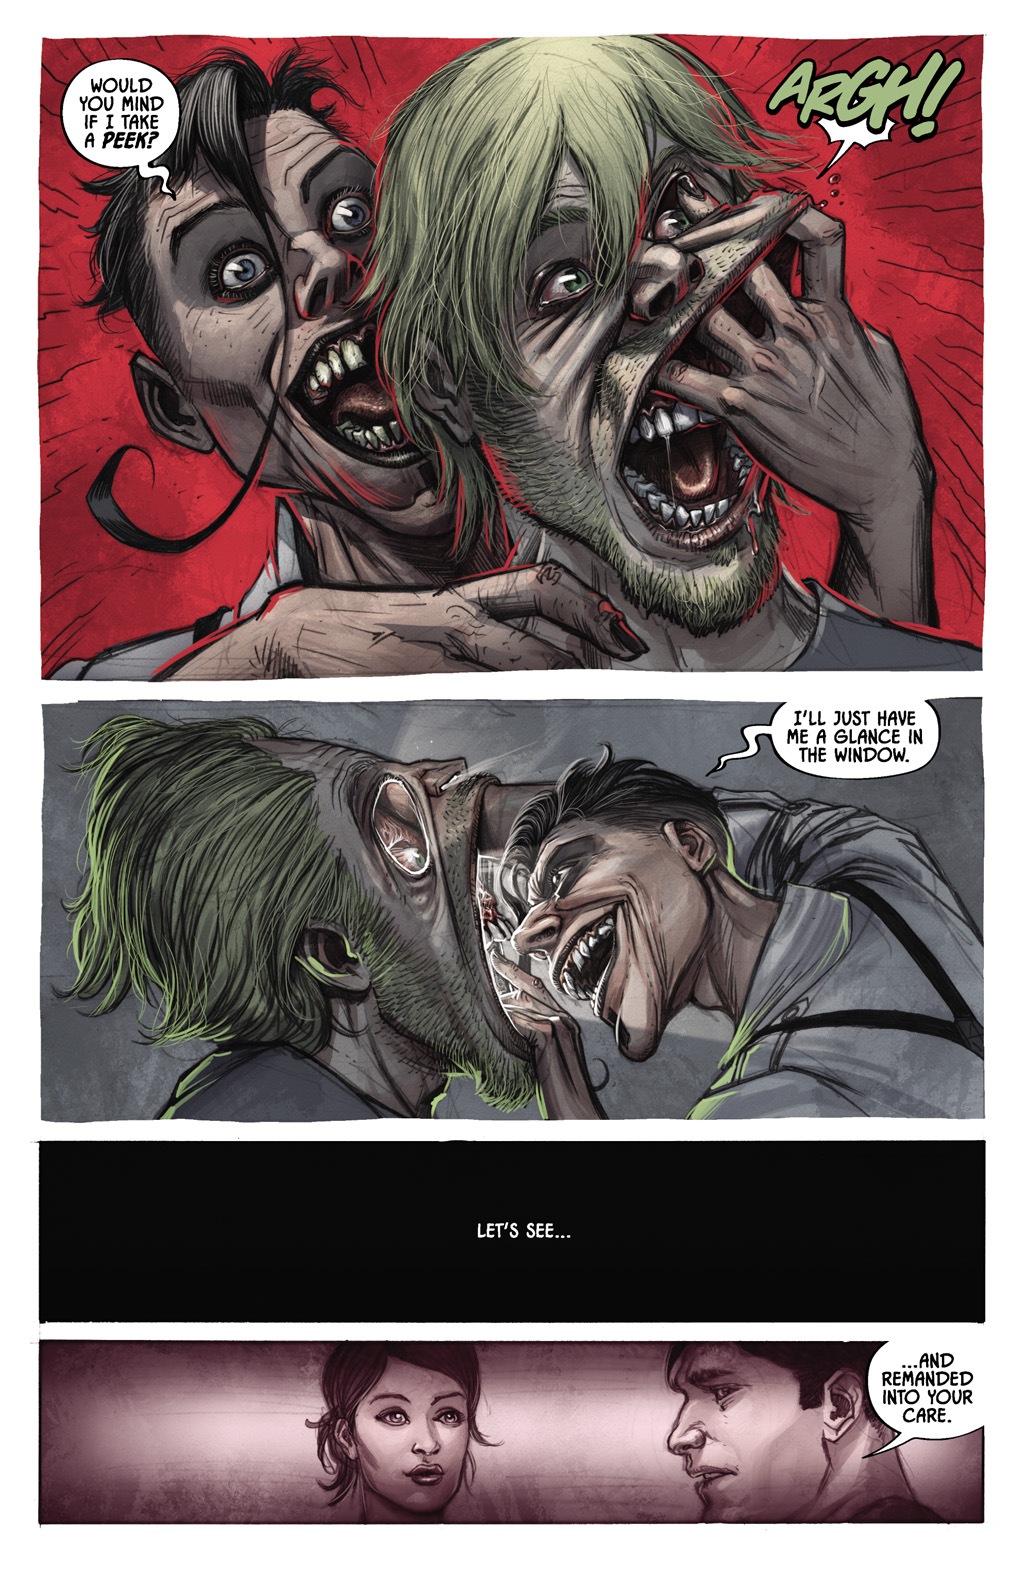 WOULD
YOU MIND
IF I TAKE
A PEEK?
ARGH!
I'LL JUST HAVE
ME A GLANCE IN
THE WINDOW.
LET'S SEE...
...AND
REMANDED
INTO YOUR
CARE.